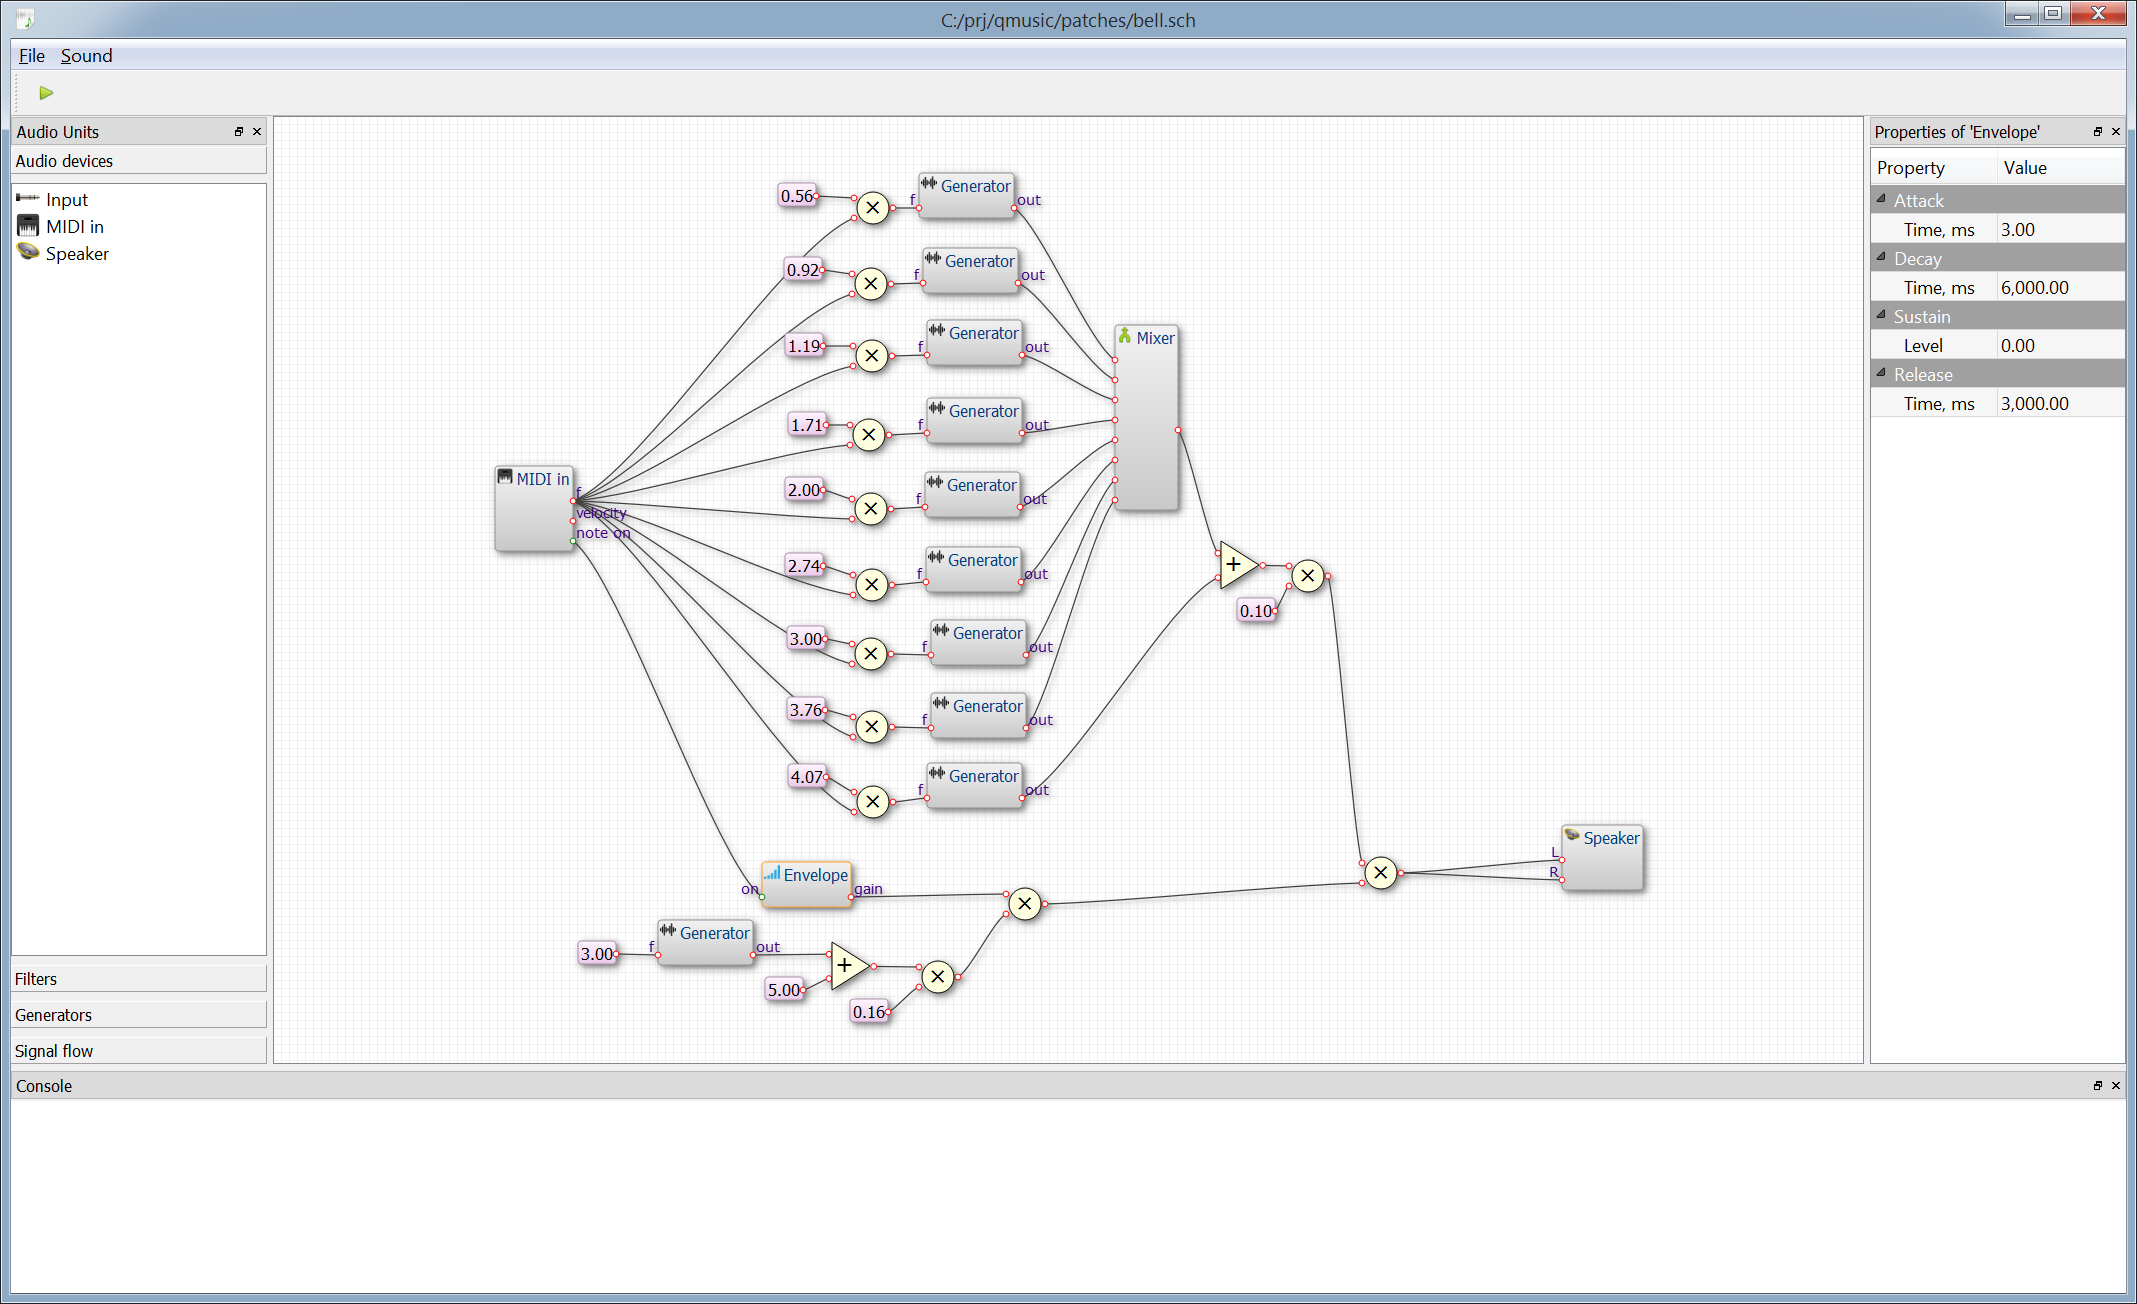 C:/prj/qmusic/patches/bell.sch
File Sound
Audio Units
Audio devices
Input
MIDI in
Speaker
Filters
Generators
Signal flow
0.56 f Generator out
0.92 f Generator out
1.19 f Generator out
1.71 f Generator out
2.00 f Generator out
2.74 f Generator out
3.00 f Generator out
3.76 f Generator out
4.07 f Generator out
MIDI in
f
velocity
note on
Mixer
+
0.10
on Envelope gain
3.00 f Generator out
+
5.00
0.16
Speaker
L
R
Properties of 'Envelope'
Property Value
Attack
Time, ms 3.00
Decay
Time, ms 6,000.00
Sustain
Level 0.00
Release
Time, ms 3,000.00
Console